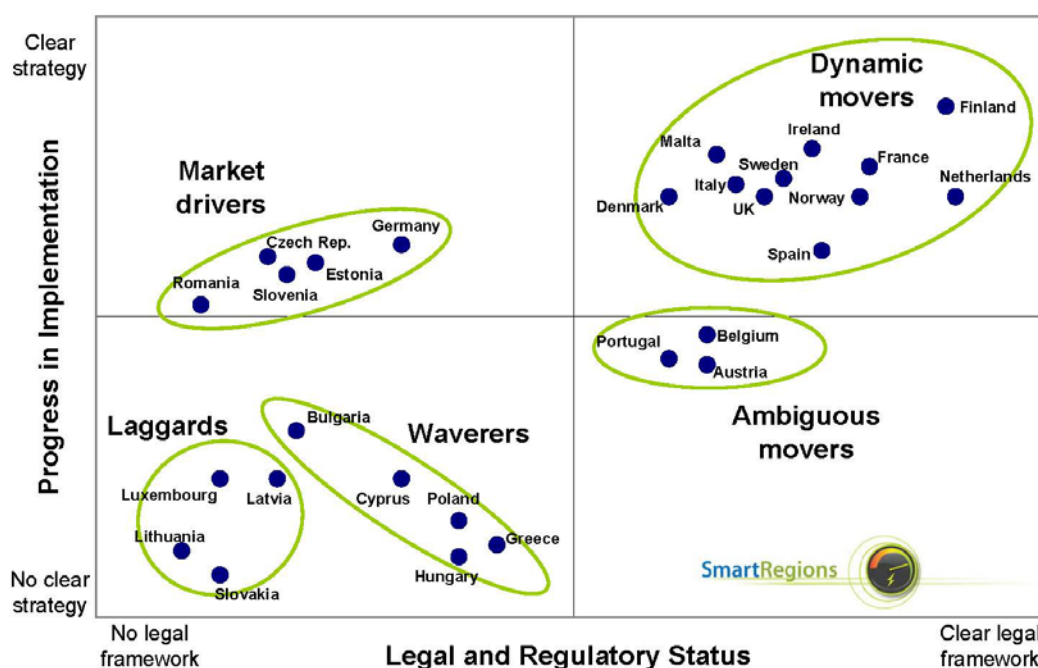 Clear
strategy
Dynamic
movers
Finland
Ireland
Malta
Sweden
France
Italy
Netherlands
Denmark
UK
Norway
Spain
Market
drivers
Germany
Czech Rep.
Romania
Estonia
Slovenia
Progress in Implementation
Portugal
Belgium
Austria
Ambiguous
movers
Laggards
Bulgaria
Waverers
Luxembourg
Latvia
Cyprus
Poland
Lithuania
Greece
Hungary
Slovakia
SmartRegions
No clear
strategy
No legal
framework
Legal and Regulatory Status
Clear legal
framework